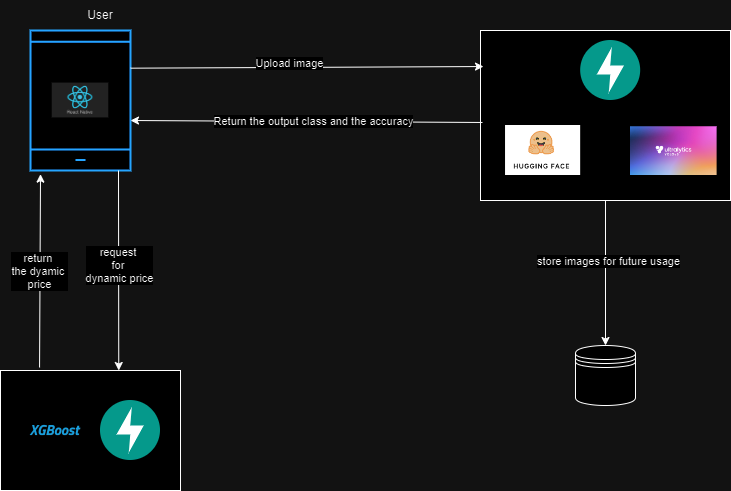 User
React Native
Upload image
Return the output class and the accuracy
HUGGING FACE
ultralytics
return
the dyamic
price
request
for
dynamic price
store images for future usage
XGBoost